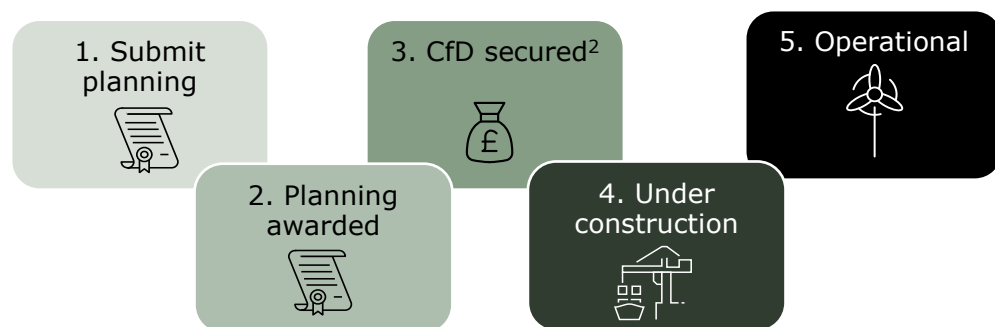 1. Submit
planning
2. Planning
awarded
3. CfD secured²
£
4. Under
construction
5. Operational